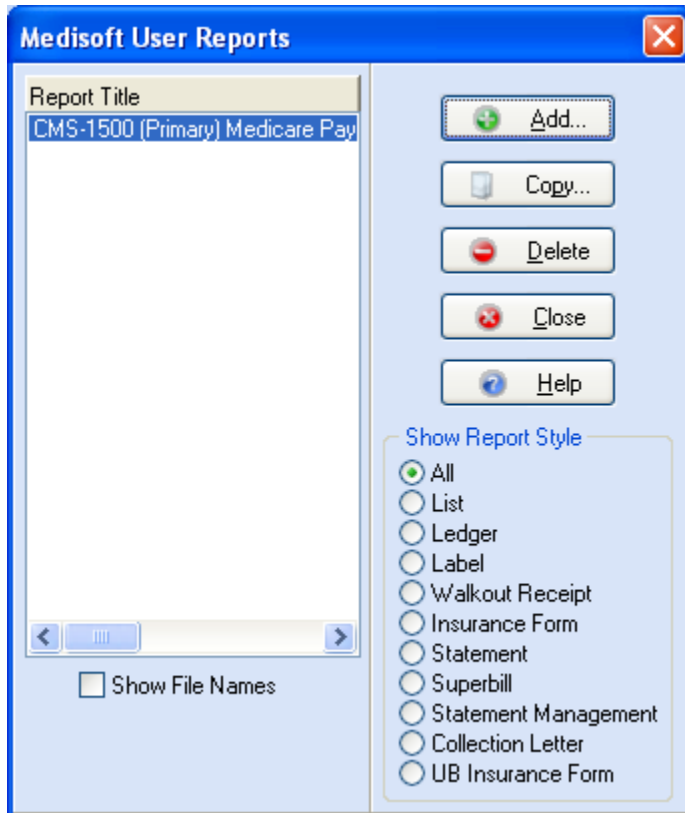 Medisoft User Reports
Report Title
CMS-1500 (Primary) Medicare Pay
Show File Names
Add...
Copy...
Delete
Close
Help
Show Report Style
All
List
Ledger
Label
Walkout Receipt
Insurance Form
Statement
Superbill
Statement Management
Collection Letter
UB Insurance Form